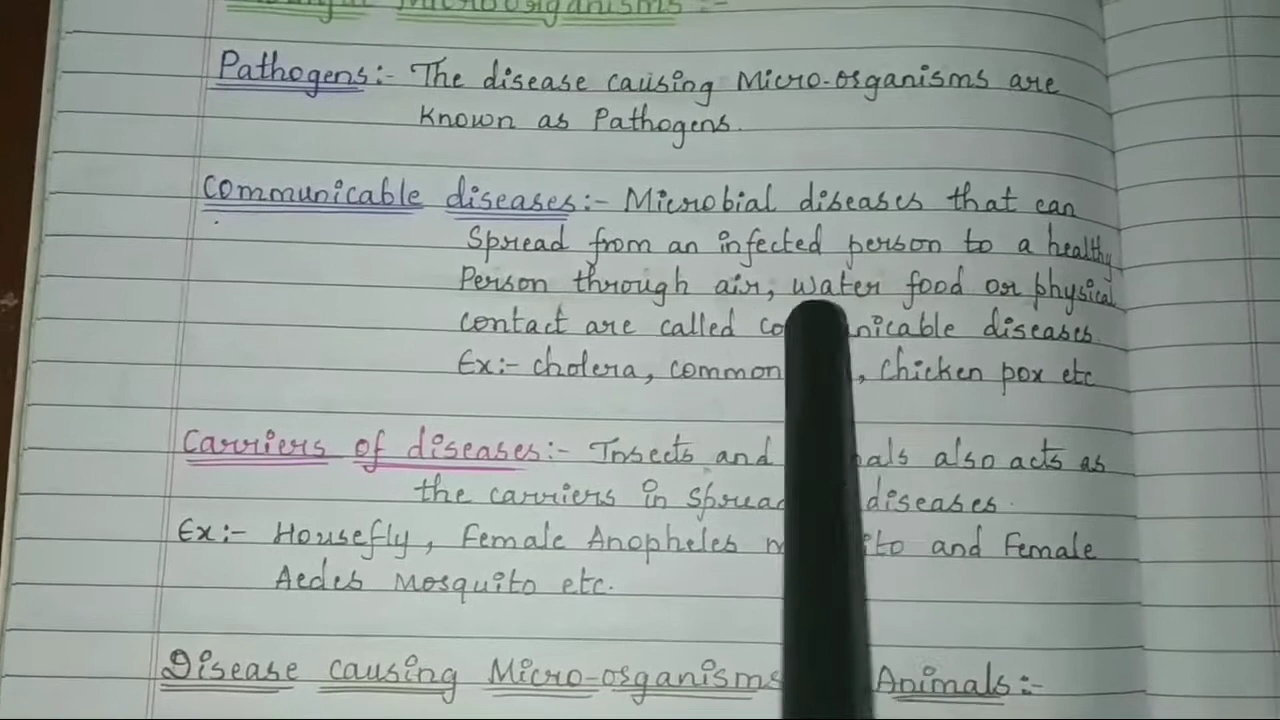 Microorganisms :-
Pathogens:- The disease causing Micro-organisms are
Known as Pathogens.
Communicable diseases:- Microbial diseases that can
Spread from an infected person to a healthy
Person through air, water food or physical
contact are called co nicable diseases.
Ex:- cholera, common , chicken pox etc
Carriers of diseases:- Insects and als also acts as
the carriers in Spread diseases.
Ex:- Housefly, Female Anopheles m ito and Female
Aedes Mosquito etc.
Disease causing Micro-organisms Animals:-